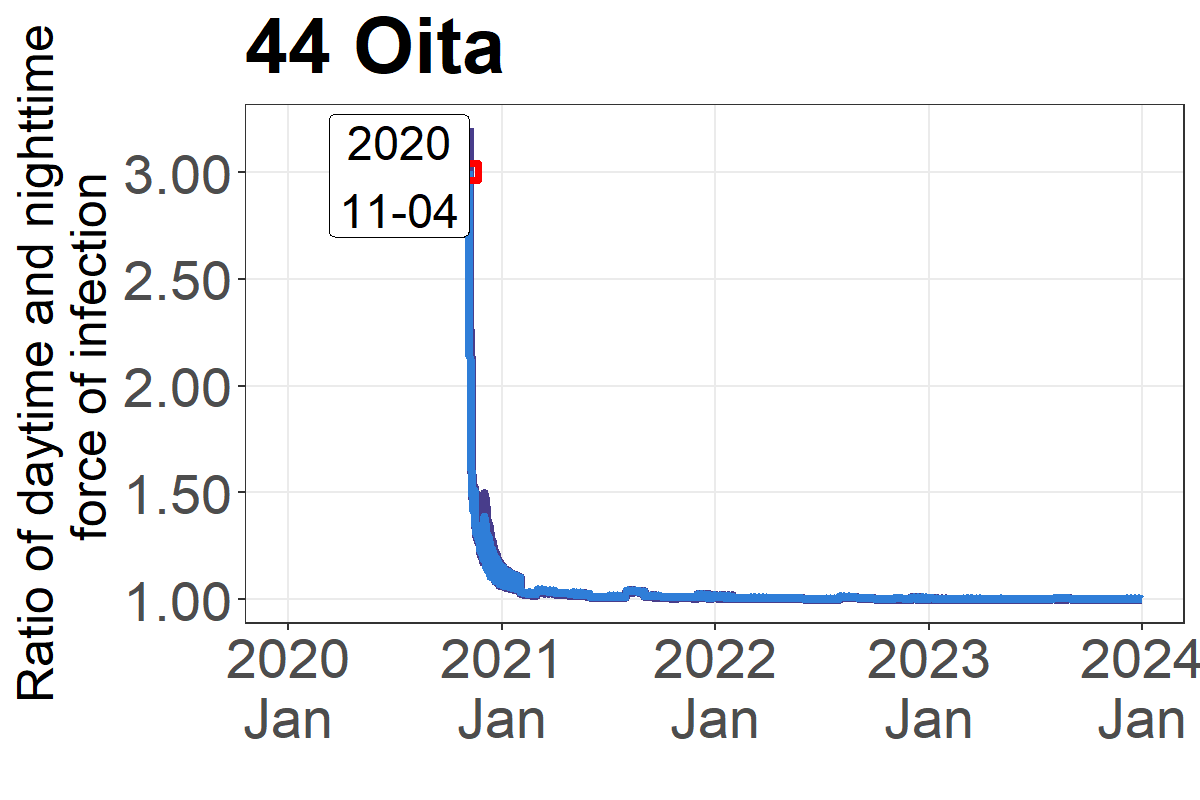 44 Oita
Ratio of daytime and nighttime
force of infection
3.00
2.50
2.00
1.50
1.00
2020
11-04
2020
Jan
2021
Jan
2022
Jan
2023
Jan
2024
Jan